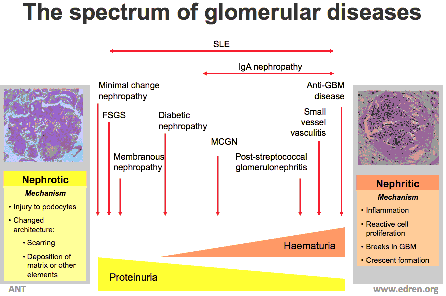 The spectrum of glomerular diseases
SLE
IgA nephropathy
Minimal change
nephropathy
Anti-GBM
disease
FSGS
Diabetic
nephropathy
Small
vessel
vasculitis
MCGN
Membranous
nephropathy
Post-streptococcal
glomerulonephritis
Nephrotic
Mechanism
• Injury to podocytes
• Changed
architecture:
• Scarring
• Deposition of
matrix or other
elements
Nephritic
Mechanism
• Inflammation
• Reactive cell
proliferation
• Breaks in GBM
• Crescent formation
Haematuria
Proteinuria
ANT
www.edren.org